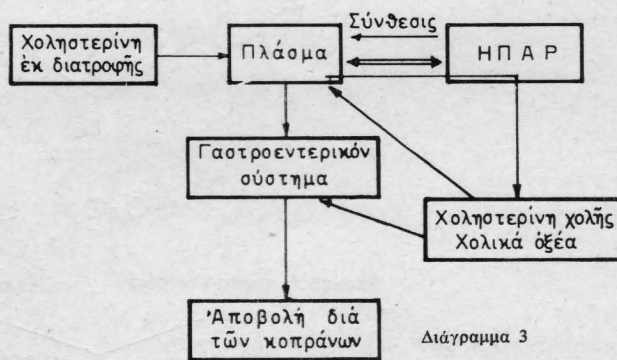 Χοληστερίνη
ἐκ διατροφῆς
Πλάσμα
Σύνθεσις
ΗΠΑΡ
Γαστροεντερικόν
σύστημα
Χοληστερίνη χολῆς
Χολικά ὀξέα
Ἀποβολή διά
τῶν κοπράνων
Διάγραμμα 3